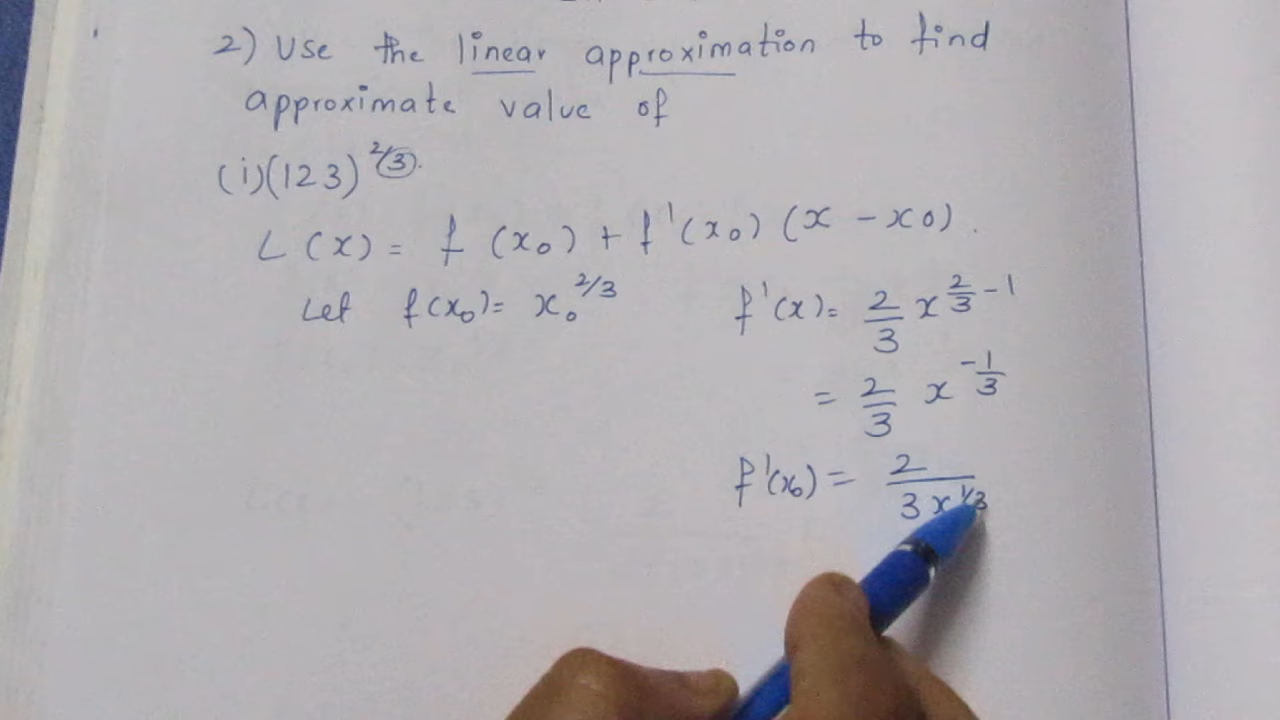 2) Use the linear approximation to find
approximate value of
(i)(123)^2/3.
L(x) = f(x₀) + f'(x₀)(x - x₀).
Let f(x₀) = x₀^2/3
f'(x) = 2/3 x^2/3 - 1
= 2/3 x^-1/3
f'(x₀) = 2/3x^1/3